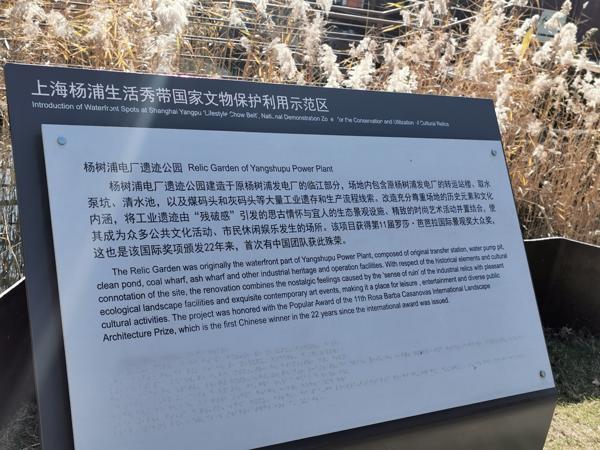 上海杨浦生活秀带国家文物保护利用示范区
Introduction of Waterfront Spots at Shanghai Yangpu 'Lifestyle Show Belt', National Demonstration Zone for the Conservation and Utilization of Cultural Relics
杨树浦电厂遗迹公园 Relic Garden of Yangshupu Power Plant
杨树浦电厂遗迹公园建造于原杨树浦发电厂的临江部分，场地内包含原杨树浦发电厂的转运站楼、取水
泵坑、清水池，以及煤码头和灰码头等大量工业遗存和生产流程线索。改造充分尊重场地的历史元素和文化
内涵，将工业遗迹由“残破感”引发的思古情怀与宜人的生态景观设施、精致的时尚艺术活动并置结合，使
其成为众多公共文化活动、市民休闲娱乐发生的场所。该项目获得第11届罗莎·芭芭拉国际景观奖大众奖，
这也是该国际奖项颁发22年来，首次有中国团队获此殊荣。
The Relic Garden was originally the waterfront part of Yangshupu Power Plant, composed of original transfer station, water pump pit,
clean pond, coal wharf, ash wharf and other industrial heritage and operation facilities. With respect of the historical elements and cultural
connotation of the site, the renovation combines the nostalgic feelings caused by the 'sense of ruin' of the industrial relics with pleasant
ecological landscape facilities and exquisite contemporary art events, making it a place for leisure , entertainment and diverse public
cultural activities. The project was honored with the Popular Award of the 11th Rosa Barba Casanovas International Landscape
Architecture Prize, which is the first Chinese winner in the 22 years since the international award was issued.